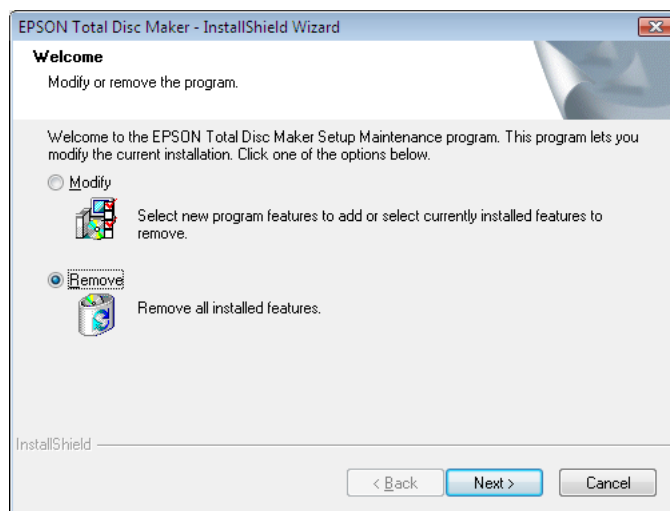 EPSON Total Disc Maker - InstallShield Wizard
Welcome
Modify or remove the program.
Welcome to the EPSON Total Disc Maker Setup Maintenance program. This program lets you
modify the current installation. Click one of the options below.
Modify
Select new program features to add or select currently installed features to
remove.
Remove
Remove all installed features.
InstallShield
< Back
Next >
Cancel